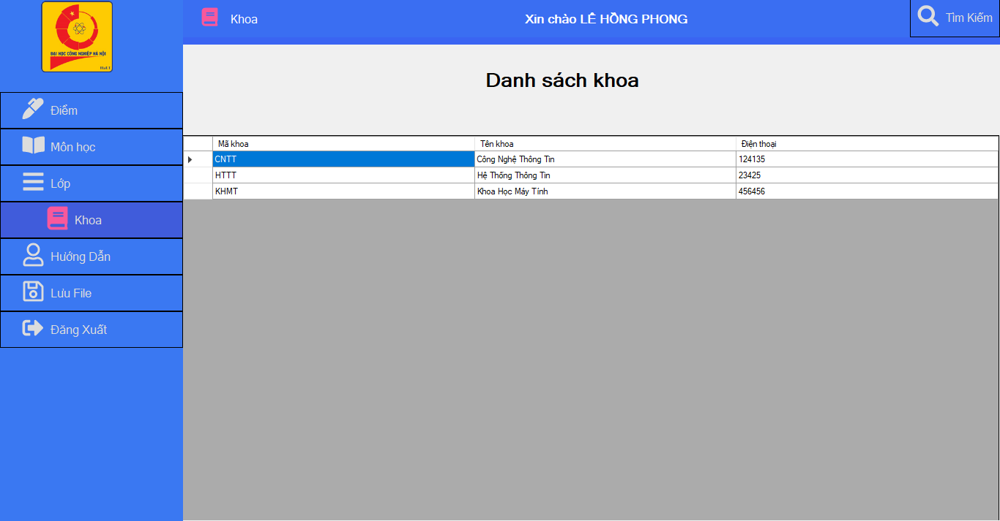 ĐẠI HỌC CÔNG NGHIỆP HÀ NỘI
HaUI
Khoa
Xin chào LÊ HỒNG PHONG
Tìm Kiếm
Điểm
Môn học
Lớp
Khoa
Hướng Dẫn
Lưu File
Đăng Xuất
Danh sách khoa
Mã khoa Tên khoa Điện thoại
CNTT Công Nghệ Thông Tin 124135
HTTT Hệ Thống Thông Tin 23425
KHMT Khoa Học Máy Tính 456456